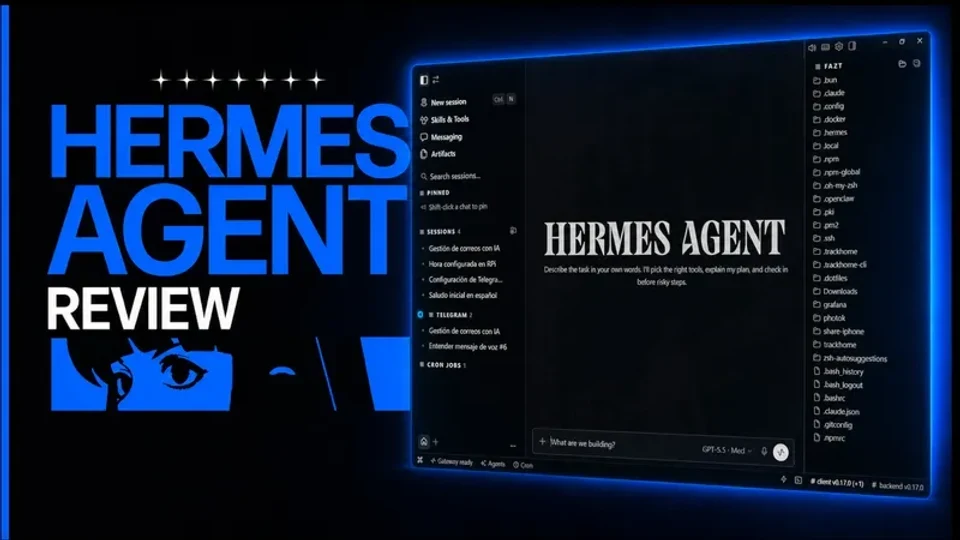 HERMES
AGENT
REVIEW
New session
Ctrl N
Skills & Tools
Messaging
Artifacts
Search sessions...
PINNED
Shift-click a chat to pin
SESSIONS 4
Gestión de correos con IA
Hora configurada en RPi
Configuración de Telegra...
Saludo inicial en español
TELEGRAM 2
Gestión de correos con IA
Entender mensaje de voz #6
CRON JOBS 1
Gateway ready
Agents
Cron
HERMES AGENT
Describe the task in your own words. I'll pick the right tools, explain my plan, and check in
before risky steps.
What are we building?
GPT-5.5 · Med
FAZT
.bun
.claude
.config
.docker
.hermes
.local
.npm
.npm-global
.oh-my-zsh
.openclaw
.pki
.pm2
.ssh
.trackhome
.trackhome-cli
.dotfiles
Downloads
grafana
photok
share-iphone
trackhome
zsh-autosuggestions
.bash_history
.bash_logout
.bashrc
.claude.json
.gitconfig
.npmrc
# client v0.17.0 (+1)
# backend v0.17.0